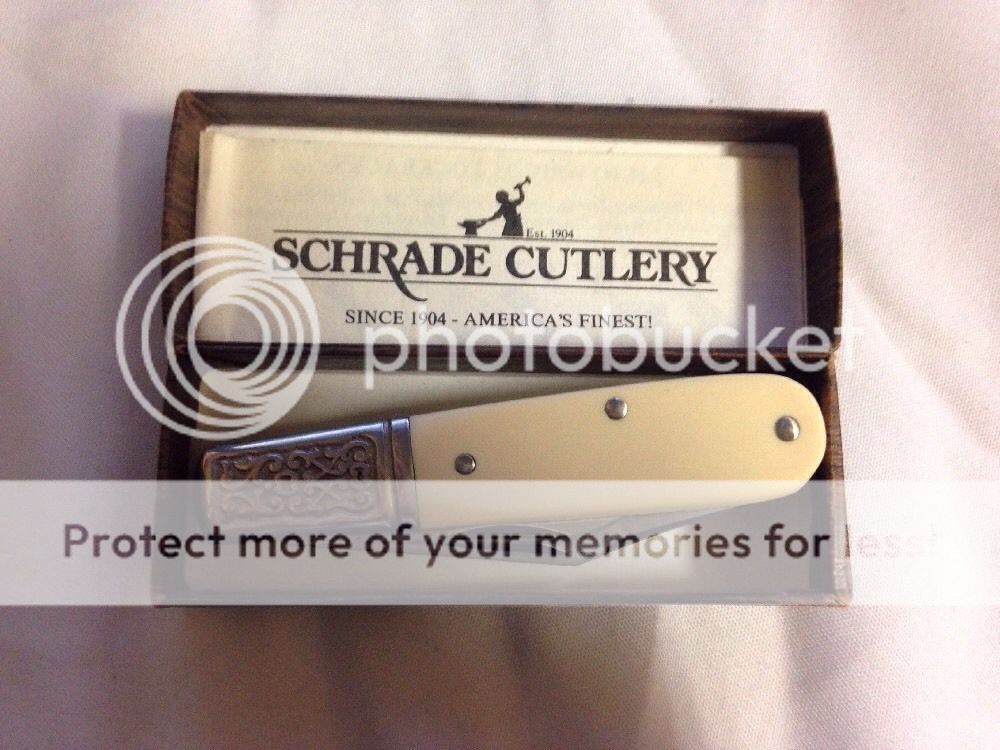 Est. 1904
SCHRADE CUTLERY
SINCE 1904 - AMERICA'S FINEST!
photobucket
Protect more of your memories for less!